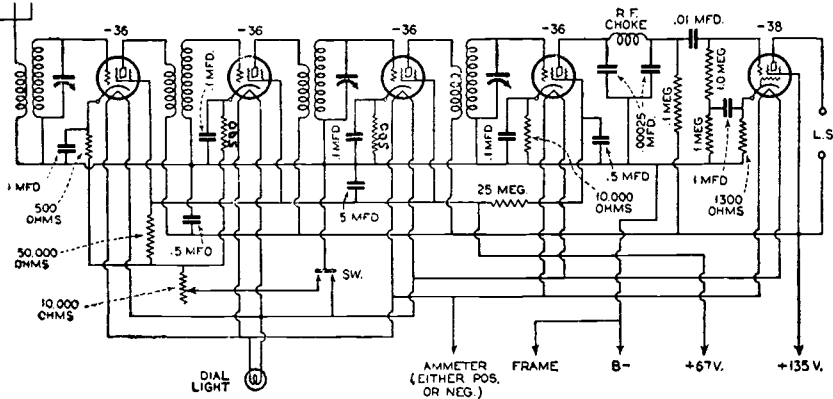 -36
-36
-36
-36
R.F.
CHOKE
.01 MFD.
-38
.1 MFD.
.1 MFD
.1 MFD
.00025
MFD.
.1 MEG
1.0 MEG
.1 MEG
L.S
.1 MFD
500
OHMS
500
500
.5 MFD
.5 MFD
5 MFD
25 MEG.
10,000
OHMS
.1 MFD
1300
OHMS
50,000
OHMS
10,000
OHMS
SW.
DIAL
LIGHT
AMMETER
(EITHER POS.
OR NEG.)
FRAME
B-
+67V.
+135 V.